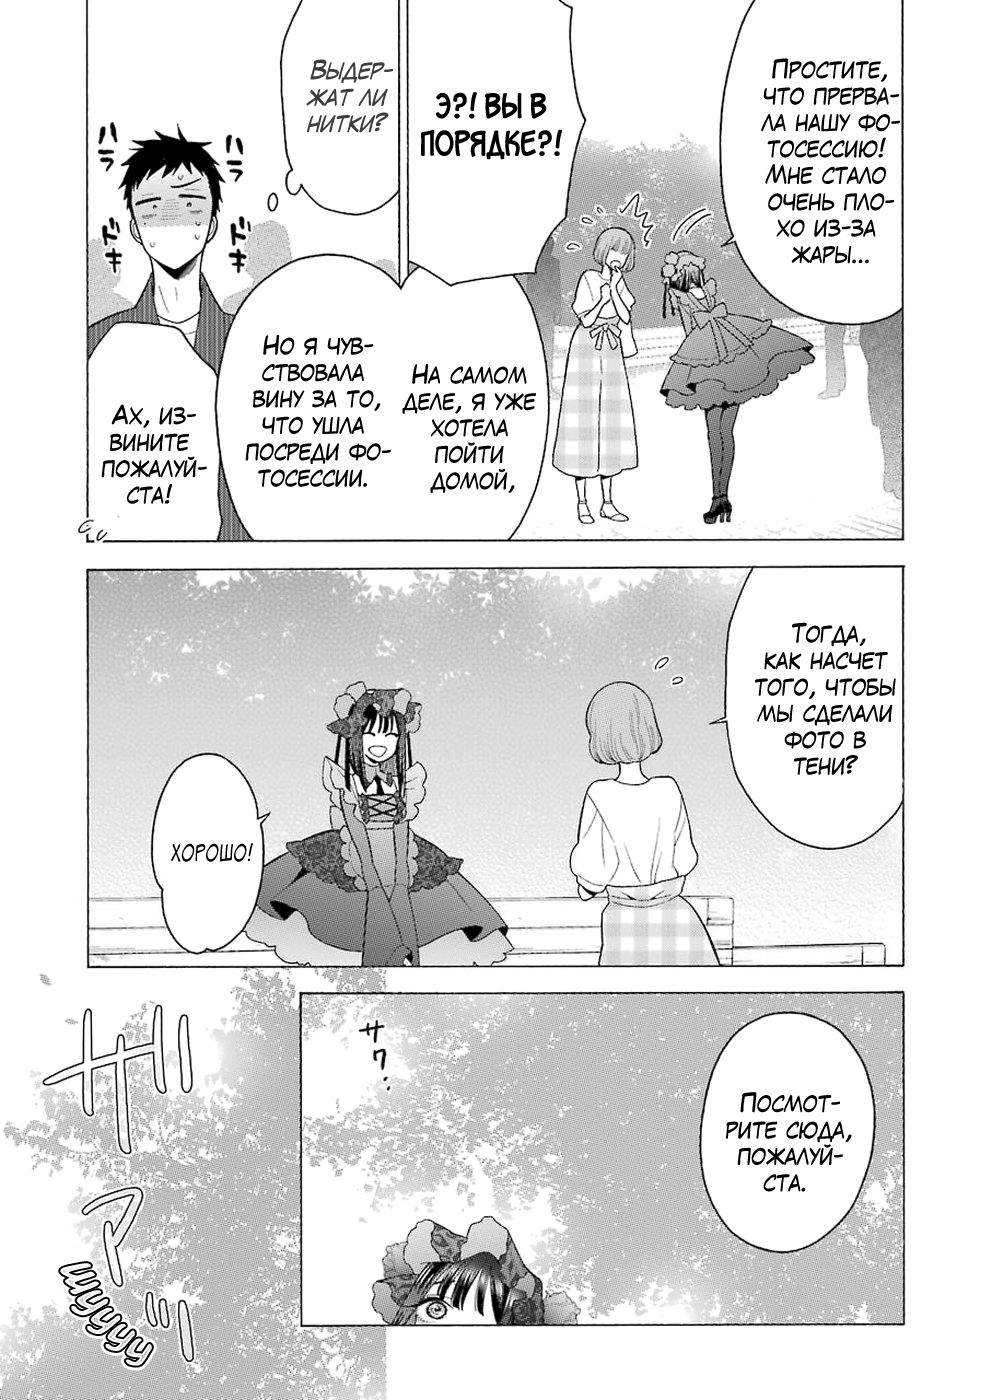 Простите,
что прерва-
ла нашу фо-
тосессию!
Мне стало
очень пло-
хо из-за
жары...
Э?! Вы в
порядке?!
На самом
деле, я уже
хотела
пойти
домой,
Но я чув-
ствовала
вину за то,
что ушла
посреди фо-
тосессии.
Выдер-
жат ли
нитки?
ハラ
ハラ
ドキ
ドキ
Ах, из-
вините
пожалуй-
ста!
Тогда,
как насчет
того, чтобы
мы сделали
фото в
тени?
Хорошо!
Посмот-
рите сюда,
пожалуй-
ста.
サワ
ザアッ
шуууу